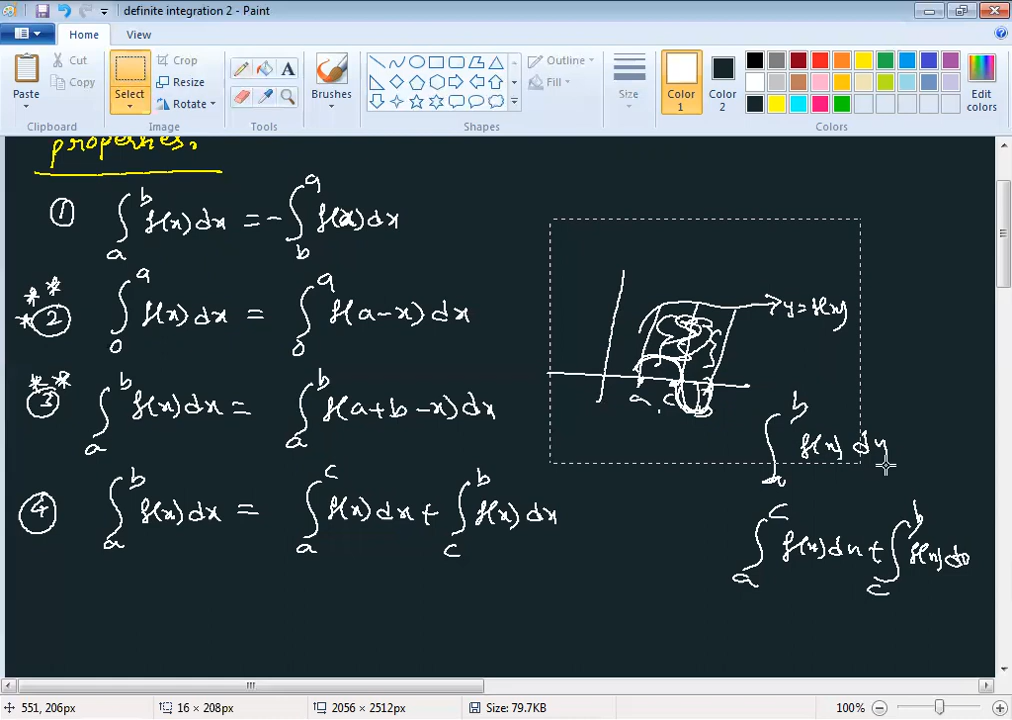 definite integration 2 - Paint
Home View
Paste
Cut
Copy
Clipboard
Select
Crop
Resize
Rotate
Image
A
Tools
Brushes
Outline
Fill
Shapes
Size
Color 1
Color 2
Edit colors
Colors
properties.
① ∫_a^b f(x)dx = -∫_b^a f(x)dx
** *② ∫_0^a f(x)dx = ∫_0^a f(a-x)dx
** ③ ∫_a^b f(x)dx = ∫_a^b f(a+b-x)dx
④ ∫_a^b f(x)dx = ∫_a^c f(x)dx + ∫_c^b f(x)dx
y=f(x)
a c b
∫_a^b f(x) dx
∫_a^c f(x)dx + ∫_c^b f(x)dx
551, 206px 16 × 208px 2056 × 2512px Size: 79.7KB 100%